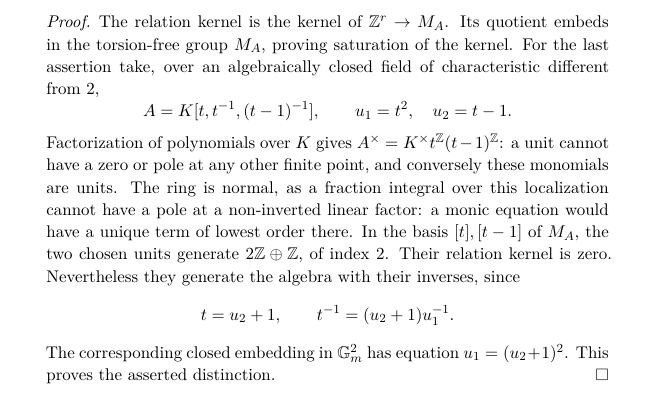 Proof. The relation kernel is the kernel of ℤ^r → M_A. Its quotient embeds
in the torsion-free group M_A, proving saturation of the kernel. For the last
assertion take, over an algebraically closed field of characteristic different
from 2,
A = K[t, t^{-1}, (t − 1)^{-1}], u_1 = t^2, u_2 = t − 1.
Factorization of polynomials over K gives A^× = K^× t^ℤ (t − 1)^ℤ: a unit cannot
have a zero or pole at any other finite point, and conversely these monomials
are units. The ring is normal, as a fraction integral over this localization
cannot have a pole at a non-inverted linear factor: a monic equation would
have a unique term of lowest order there. In the basis [t], [t − 1] of M_A, the
two chosen units generate 2ℤ ⊕ ℤ, of index 2. Their relation kernel is zero.
Nevertheless they generate the algebra with their inverses, since
t = u_2 + 1, t^{-1} = (u_2 + 1)u_1^{-1}.
The corresponding closed embedding in 𝔾_m^2 has equation u_1 = (u_2+1)^2. This
proves the asserted distinction. □